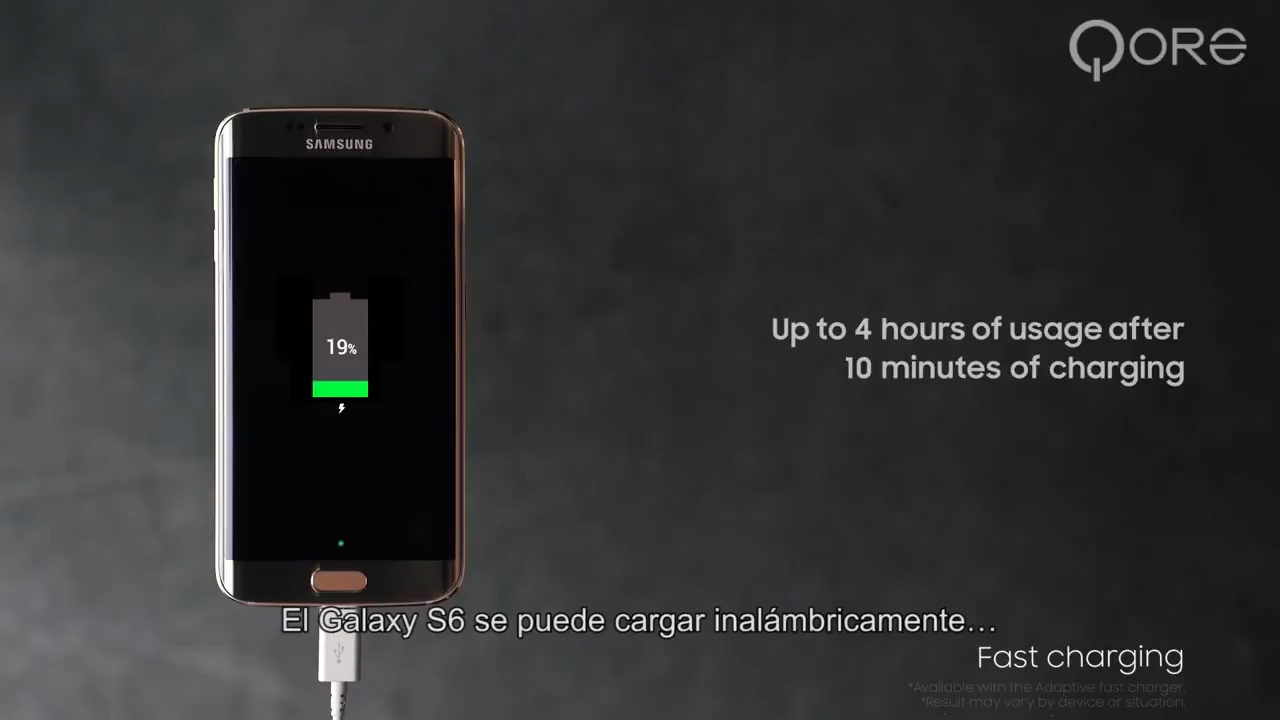 QORE
SAMSUNG
19%
Up to 4 hours of usage after
10 minutes of charging
El Galaxy S6 se puede cargar inalámbricamente...
Fast charging
*Available with the Adaptive fast charger.
*Result may vary by device or situation.